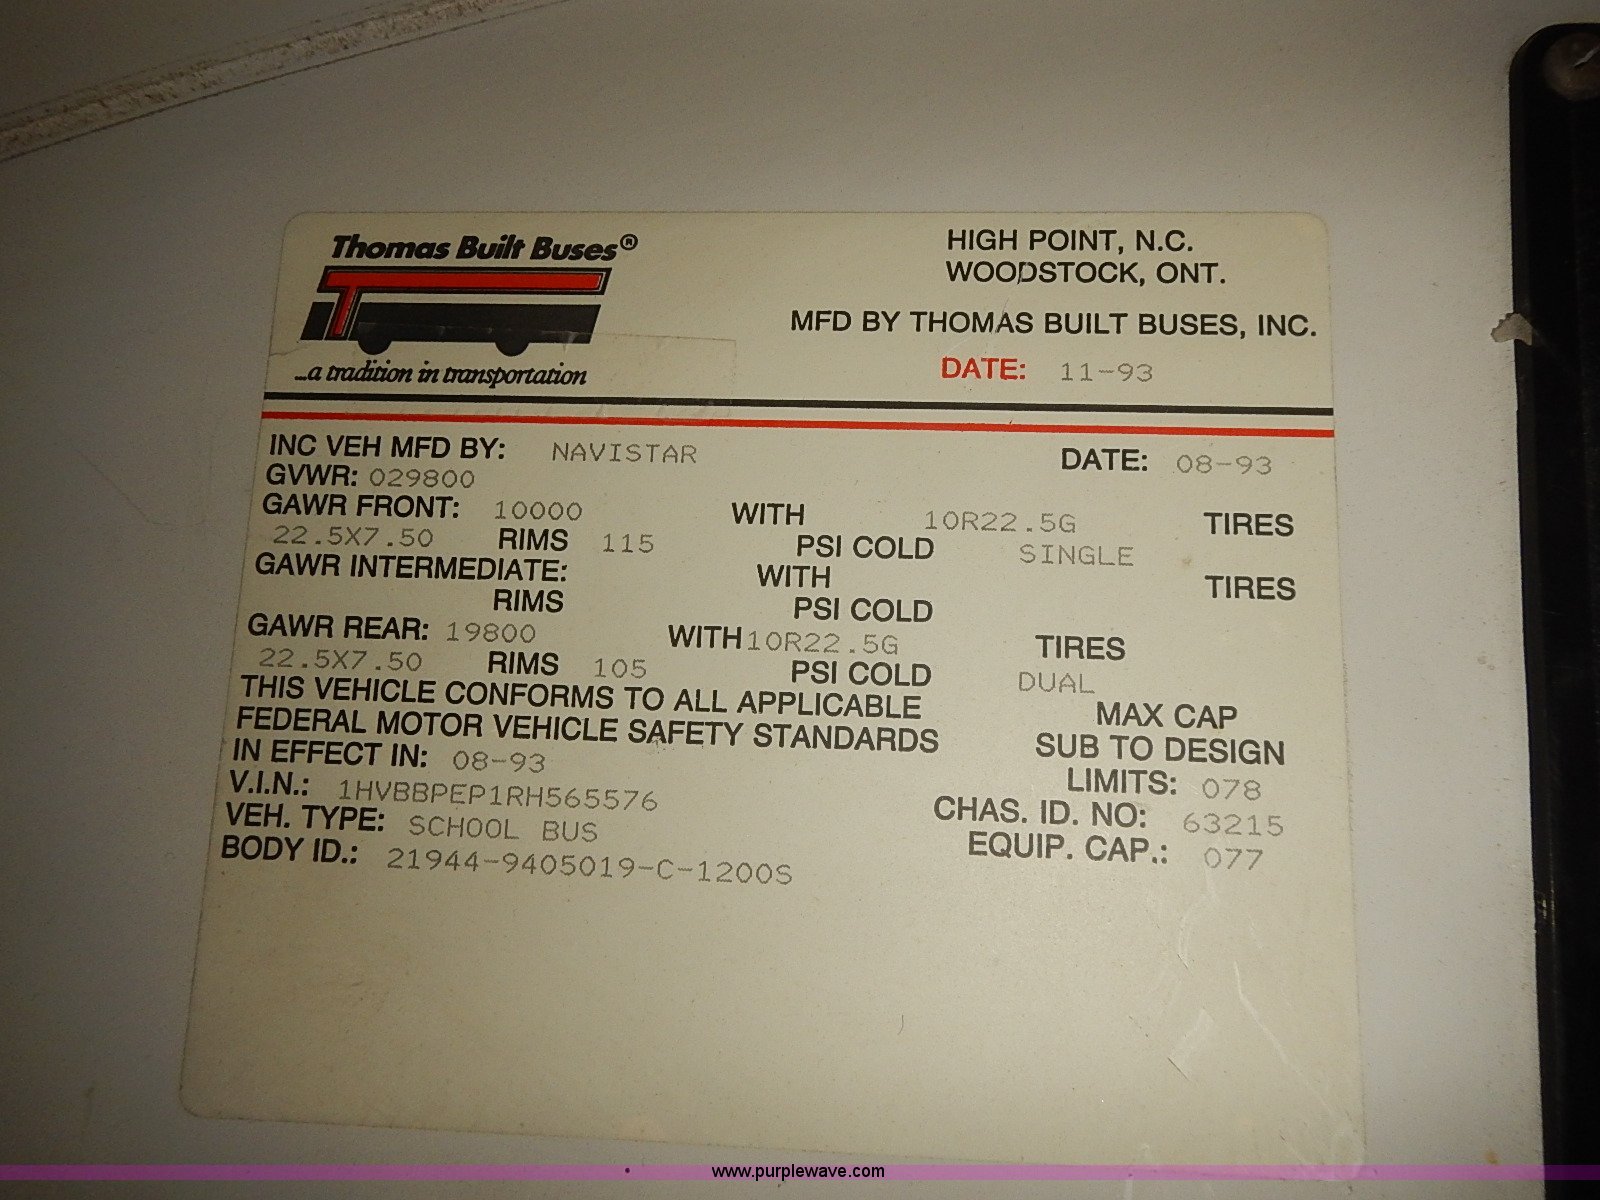 Thomas Built Buses®
...a tradition in transportation
HIGH POINT, N.C.
WOODSTOCK, ONT.
MFD BY THOMAS BUILT BUSES, INC.
DATE: 11-93
INC VEH MFD BY: NAVISTAR DATE: 08-93
GVWR: 029800
GAWR FRONT: 10000 WITH 10R22.5G TIRES
22.5X7.50 RIMS 115 PSI COLD SINGLE
GAWR INTERMEDIATE: WITH TIRES
RIMS PSI COLD
GAWR REAR: 19800 WITH 10R22.5G TIRES
22.5X7.50 RIMS 105 PSI COLD DUAL
THIS VEHICLE CONFORMS TO ALL APPLICABLE
FEDERAL MOTOR VEHICLE SAFETY STANDARDS
IN EFFECT IN: 08-93
MAX CAP
SUB TO DESIGN
LIMITS: 078
V.I.N.: 1HVBBPEP1RH565576
CHAS. ID. NO: 63215
VEH. TYPE: SCHOOL BUS
EQUIP. CAP.: 077
BODY ID.: 21944-9405019-C-1200S
www.purplewave.com